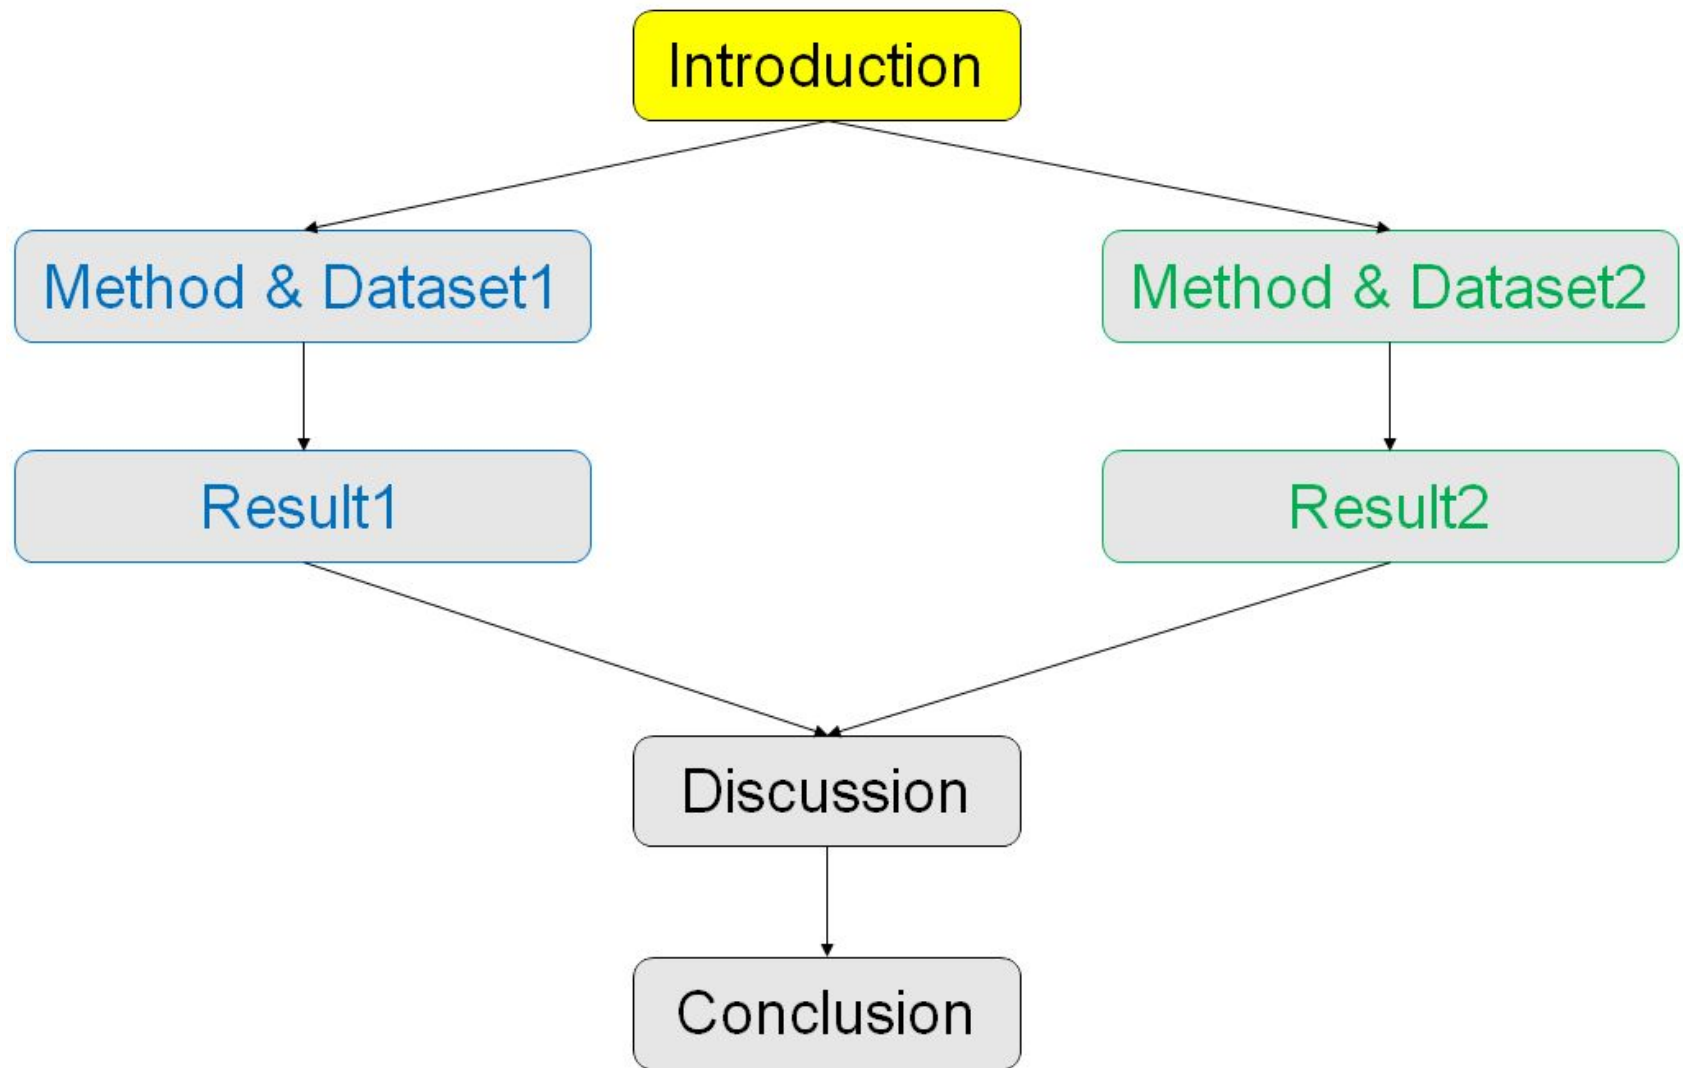 Introduction
Method & Dataset1
Method & Dataset2
Result1
Result2
Discussion
Conclusion